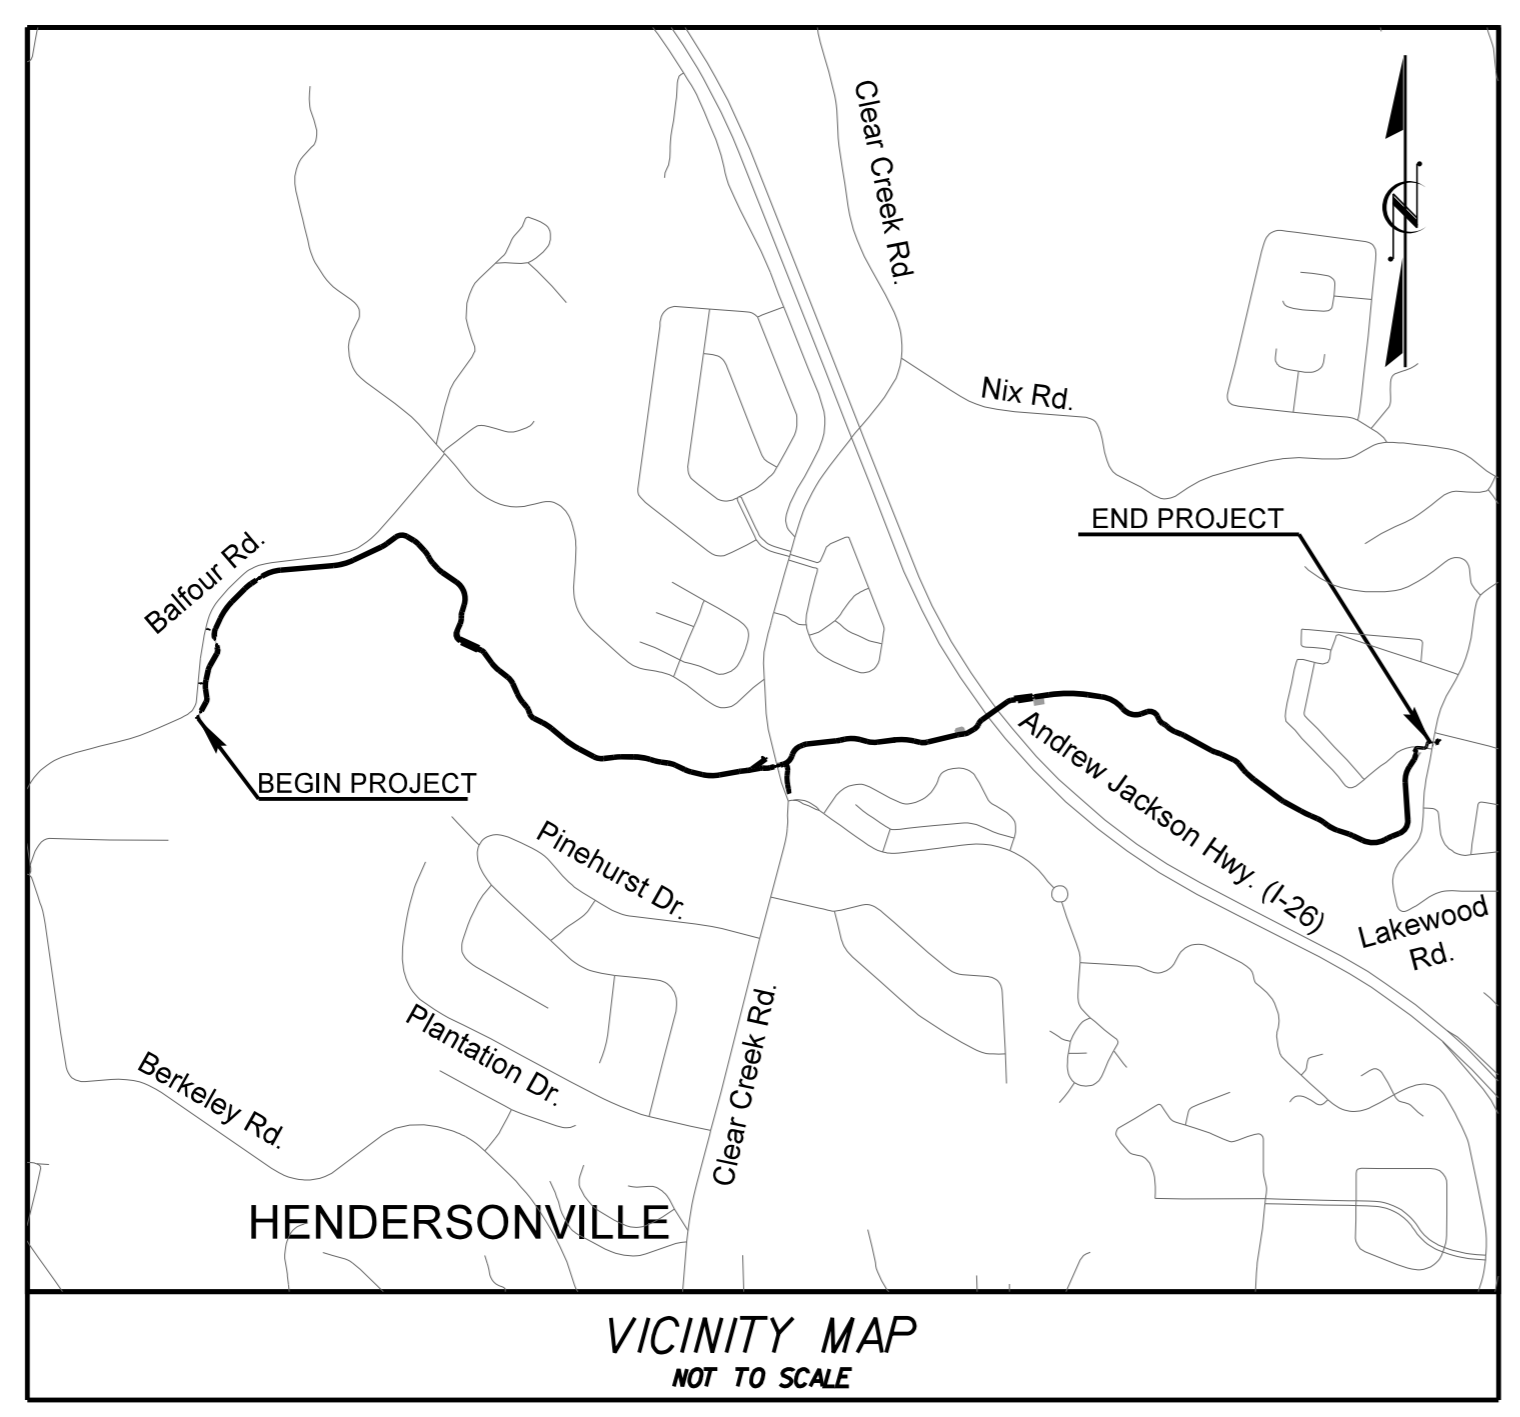 Clear Creek Rd.
Nix Rd.
END PROJECT
Balfour Rd.
BEGIN PROJECT
Andrew Jackson Hwy. (I-26)
Pinehurst Dr.
Lakewood
Rd.
Plantation Dr.
Clear Creek Rd.
Berkeley Rd.
HENDERSONVILLE
VICINITY MAP
NOT TO SCALE
N